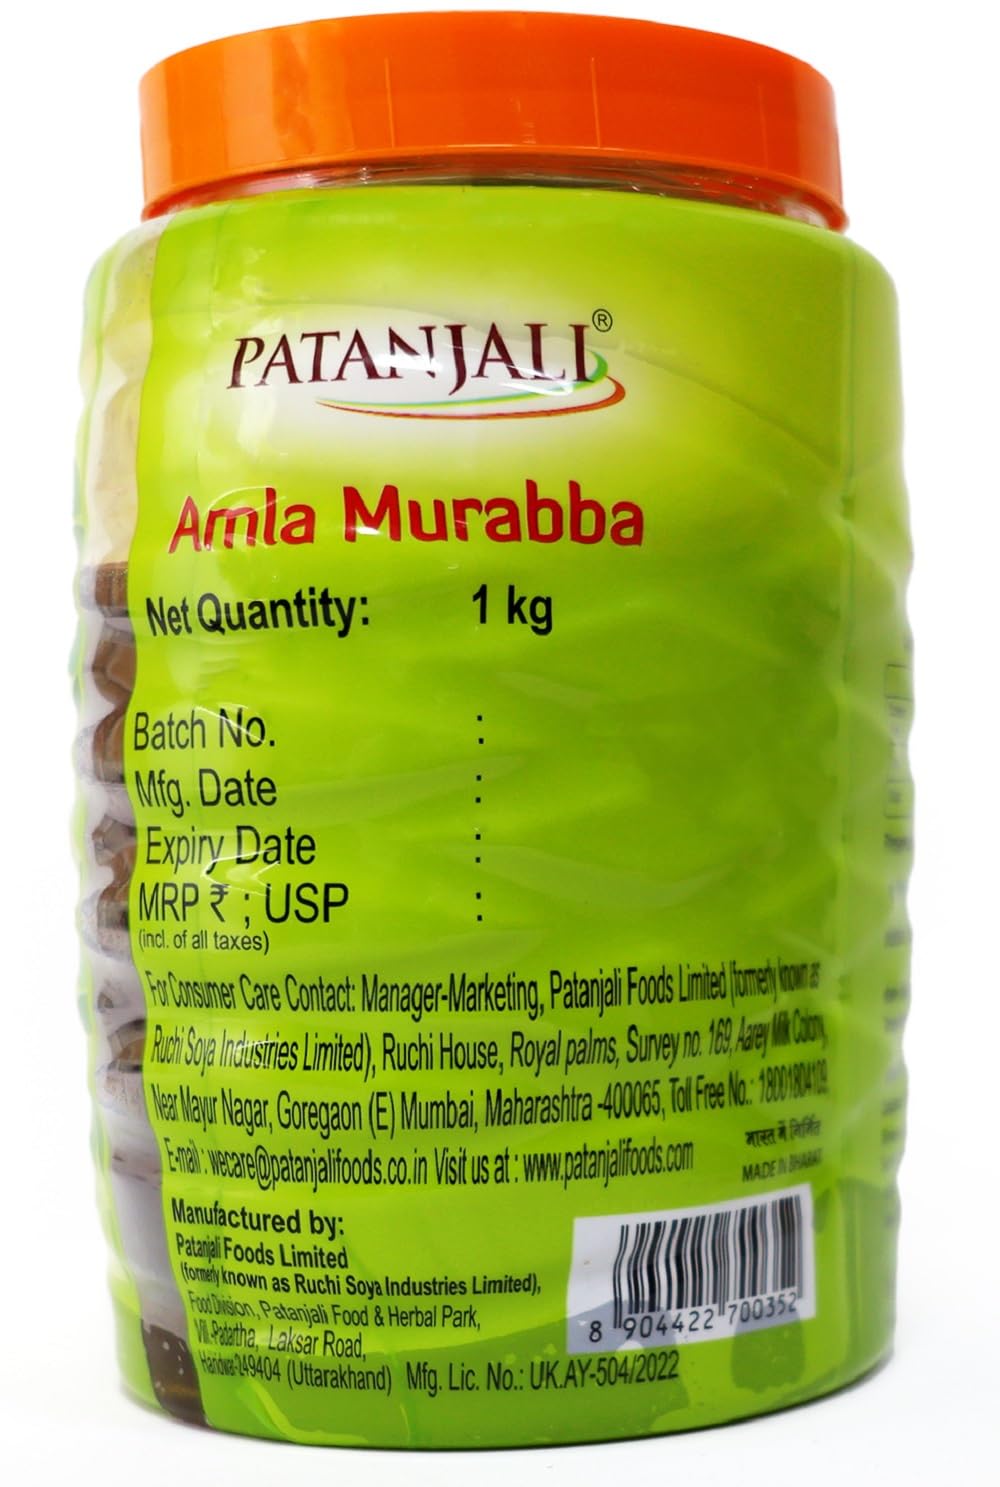 PATANJALI®
Amla Murabba
Net Quantity: 1 kg
Batch No. :
Mfg. Date :
Expiry Date :
MRP ₹ ; USP :
(incl. of all taxes)
For Consumer Care Contact: Manager-Marketing, Patanjali Foods Limited (formerly known as
Ruchi Soya Industries Limited), Ruchi House, Royal palms, Survey no. 169, Aarey Milk Colony,
Near Mayur Nagar, Goregaon (E) Mumbai, Maharashtra -400065, Toll Free No.: 18001804109,
E-mail : wecare@patanjalifoods.co.in Visit us at : www.patanjalifoods.com
भारत में निर्मित
MADE IN BHARAT
Manufactured by:
Patanjali Foods Limited
(formerly known as Ruchi Soya Industries Limited),
Food Division, Patanjali Food & Herbal Park,
Vill.-Padartha, Laksar Road,
Haridwar-249404 (Uttarakhand) Mfg. Lic. No.: UK.AY-504/2022
8 904422 700352